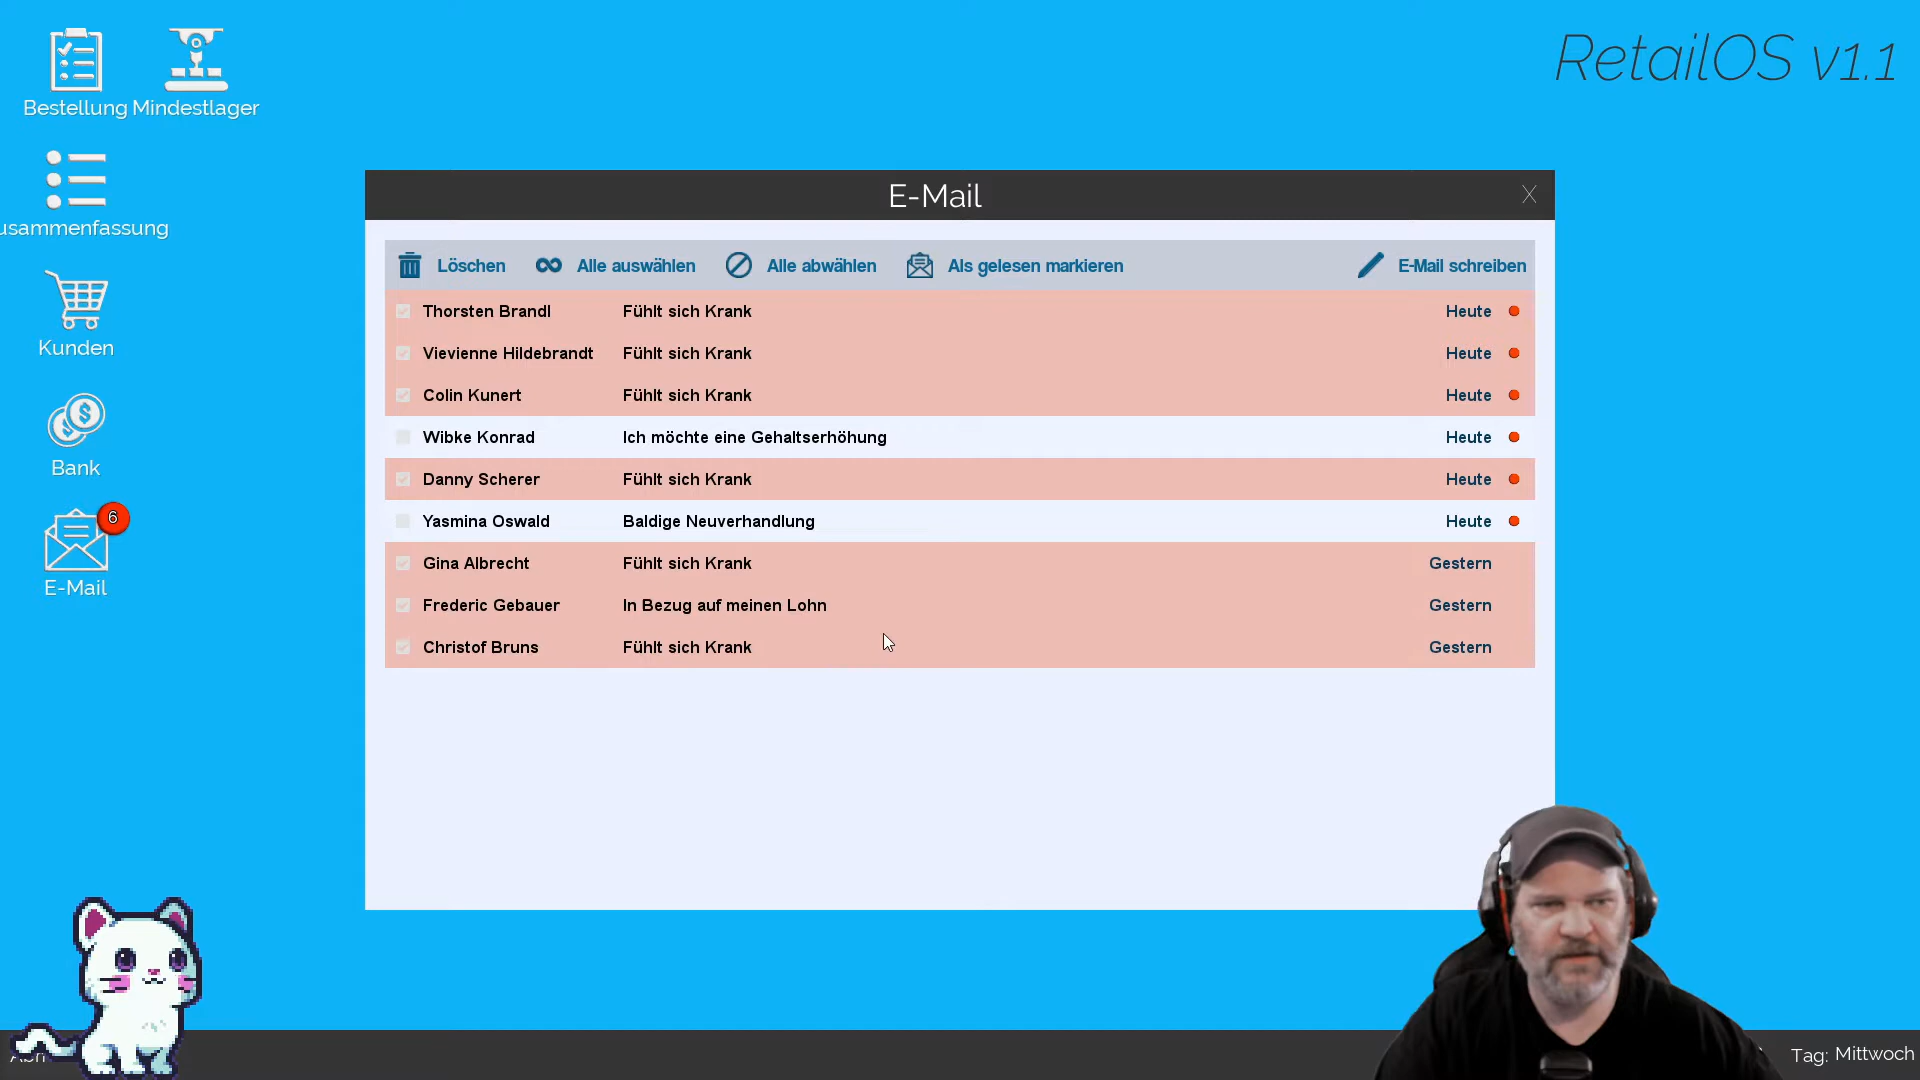 RetailOS v1.1
Bestellung
Mindestlager
usammenfassung
Kunden
Bank
6
E-Mail
E-Mail
X
Löschen
Alle auswählen
Alle abwählen
Als gelesen markieren
E-Mail schreiben
Thorsten Brandl Fühlt sich Krank Heute
Vievienne Hildebrandt Fühlt sich Krank Heute
Colin Kunert Fühlt sich Krank Heute
Wibke Konrad Ich möchte eine Gehaltserhöhung Heute
Danny Scherer Fühlt sich Krank Heute
Yasmina Oswald Baldige Neuverhandlung Heute
Gina Albrecht Fühlt sich Krank Gestern
Frederic Gebauer In Bezug auf meinen Lohn Gestern
Christof Bruns Fühlt sich Krank Gestern
Tag: Mittwoch